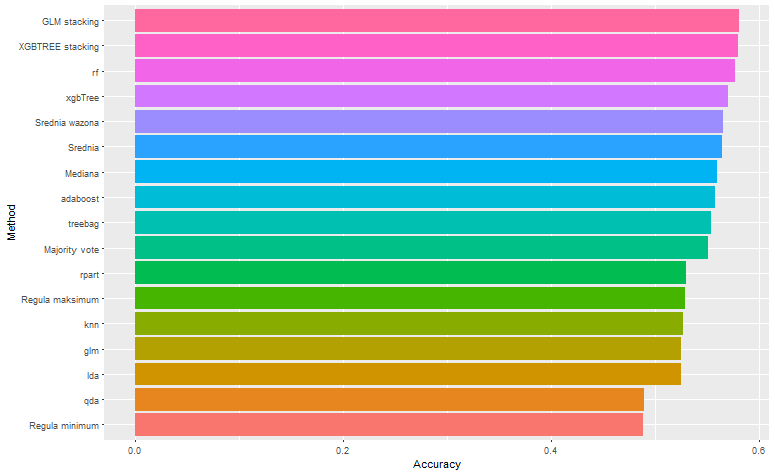 GLM stacking
XGBTREE stacking
rf
xgbTree
Srednia wazona
Srednia
Mediana
adaboost
treebag
Majority vote
rpart
Regula maksimum
knn
glm
lda
qda
Regula minimum
Method
0.0 0.2 0.4 0.6
Accuracy